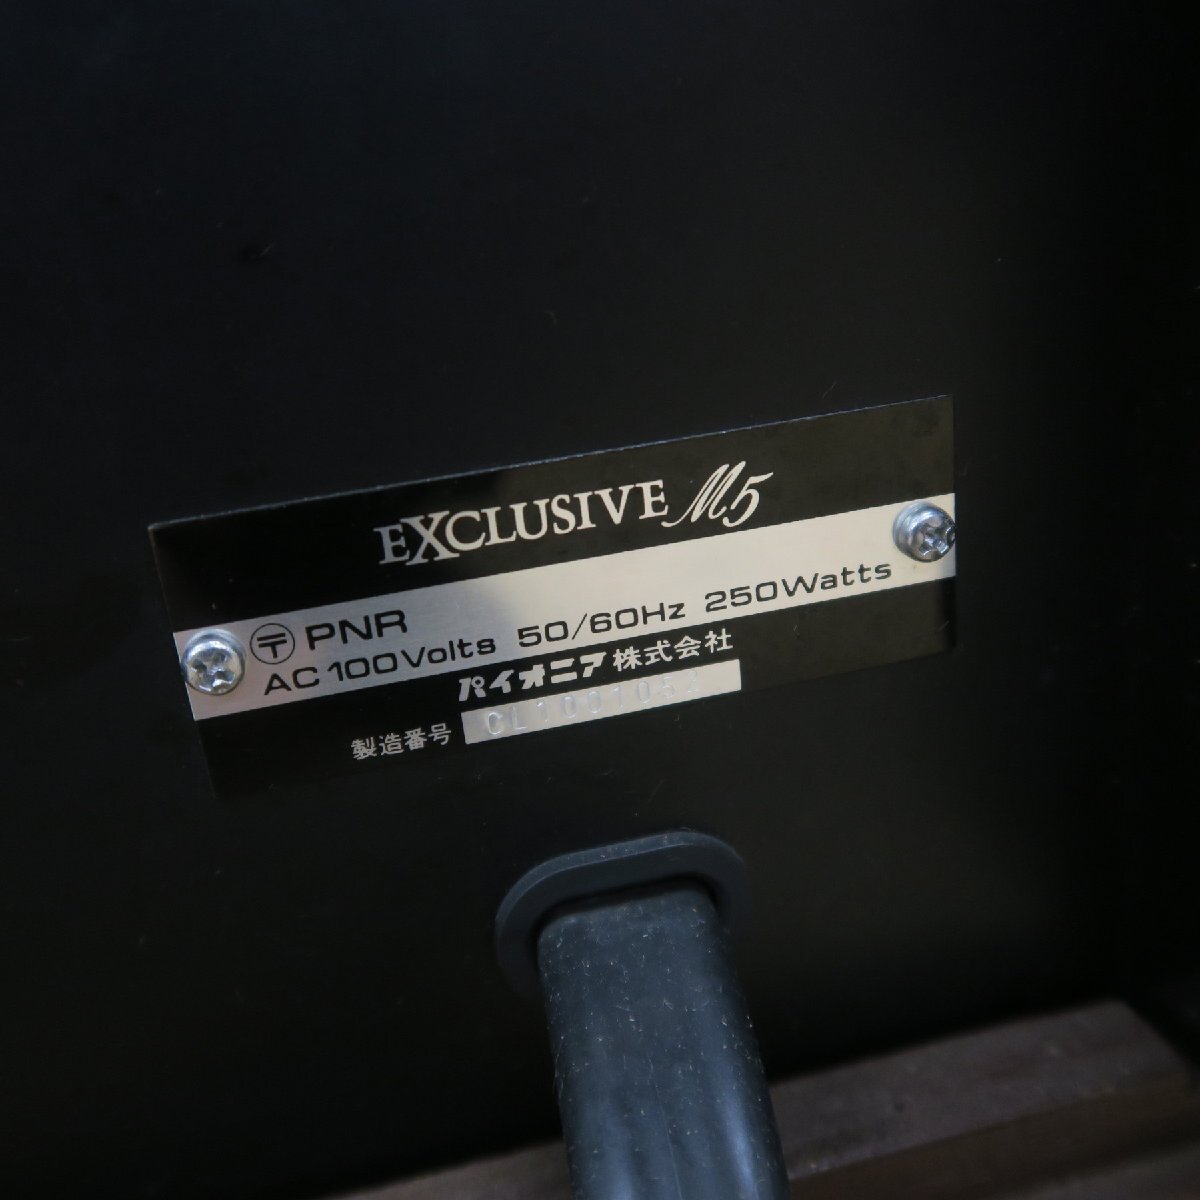 EXCLUSIVE M5
〒 PNR
AC 100Volts 50/60Hz 250Watts
パイオニア株式会社
製造番号 CL1001052